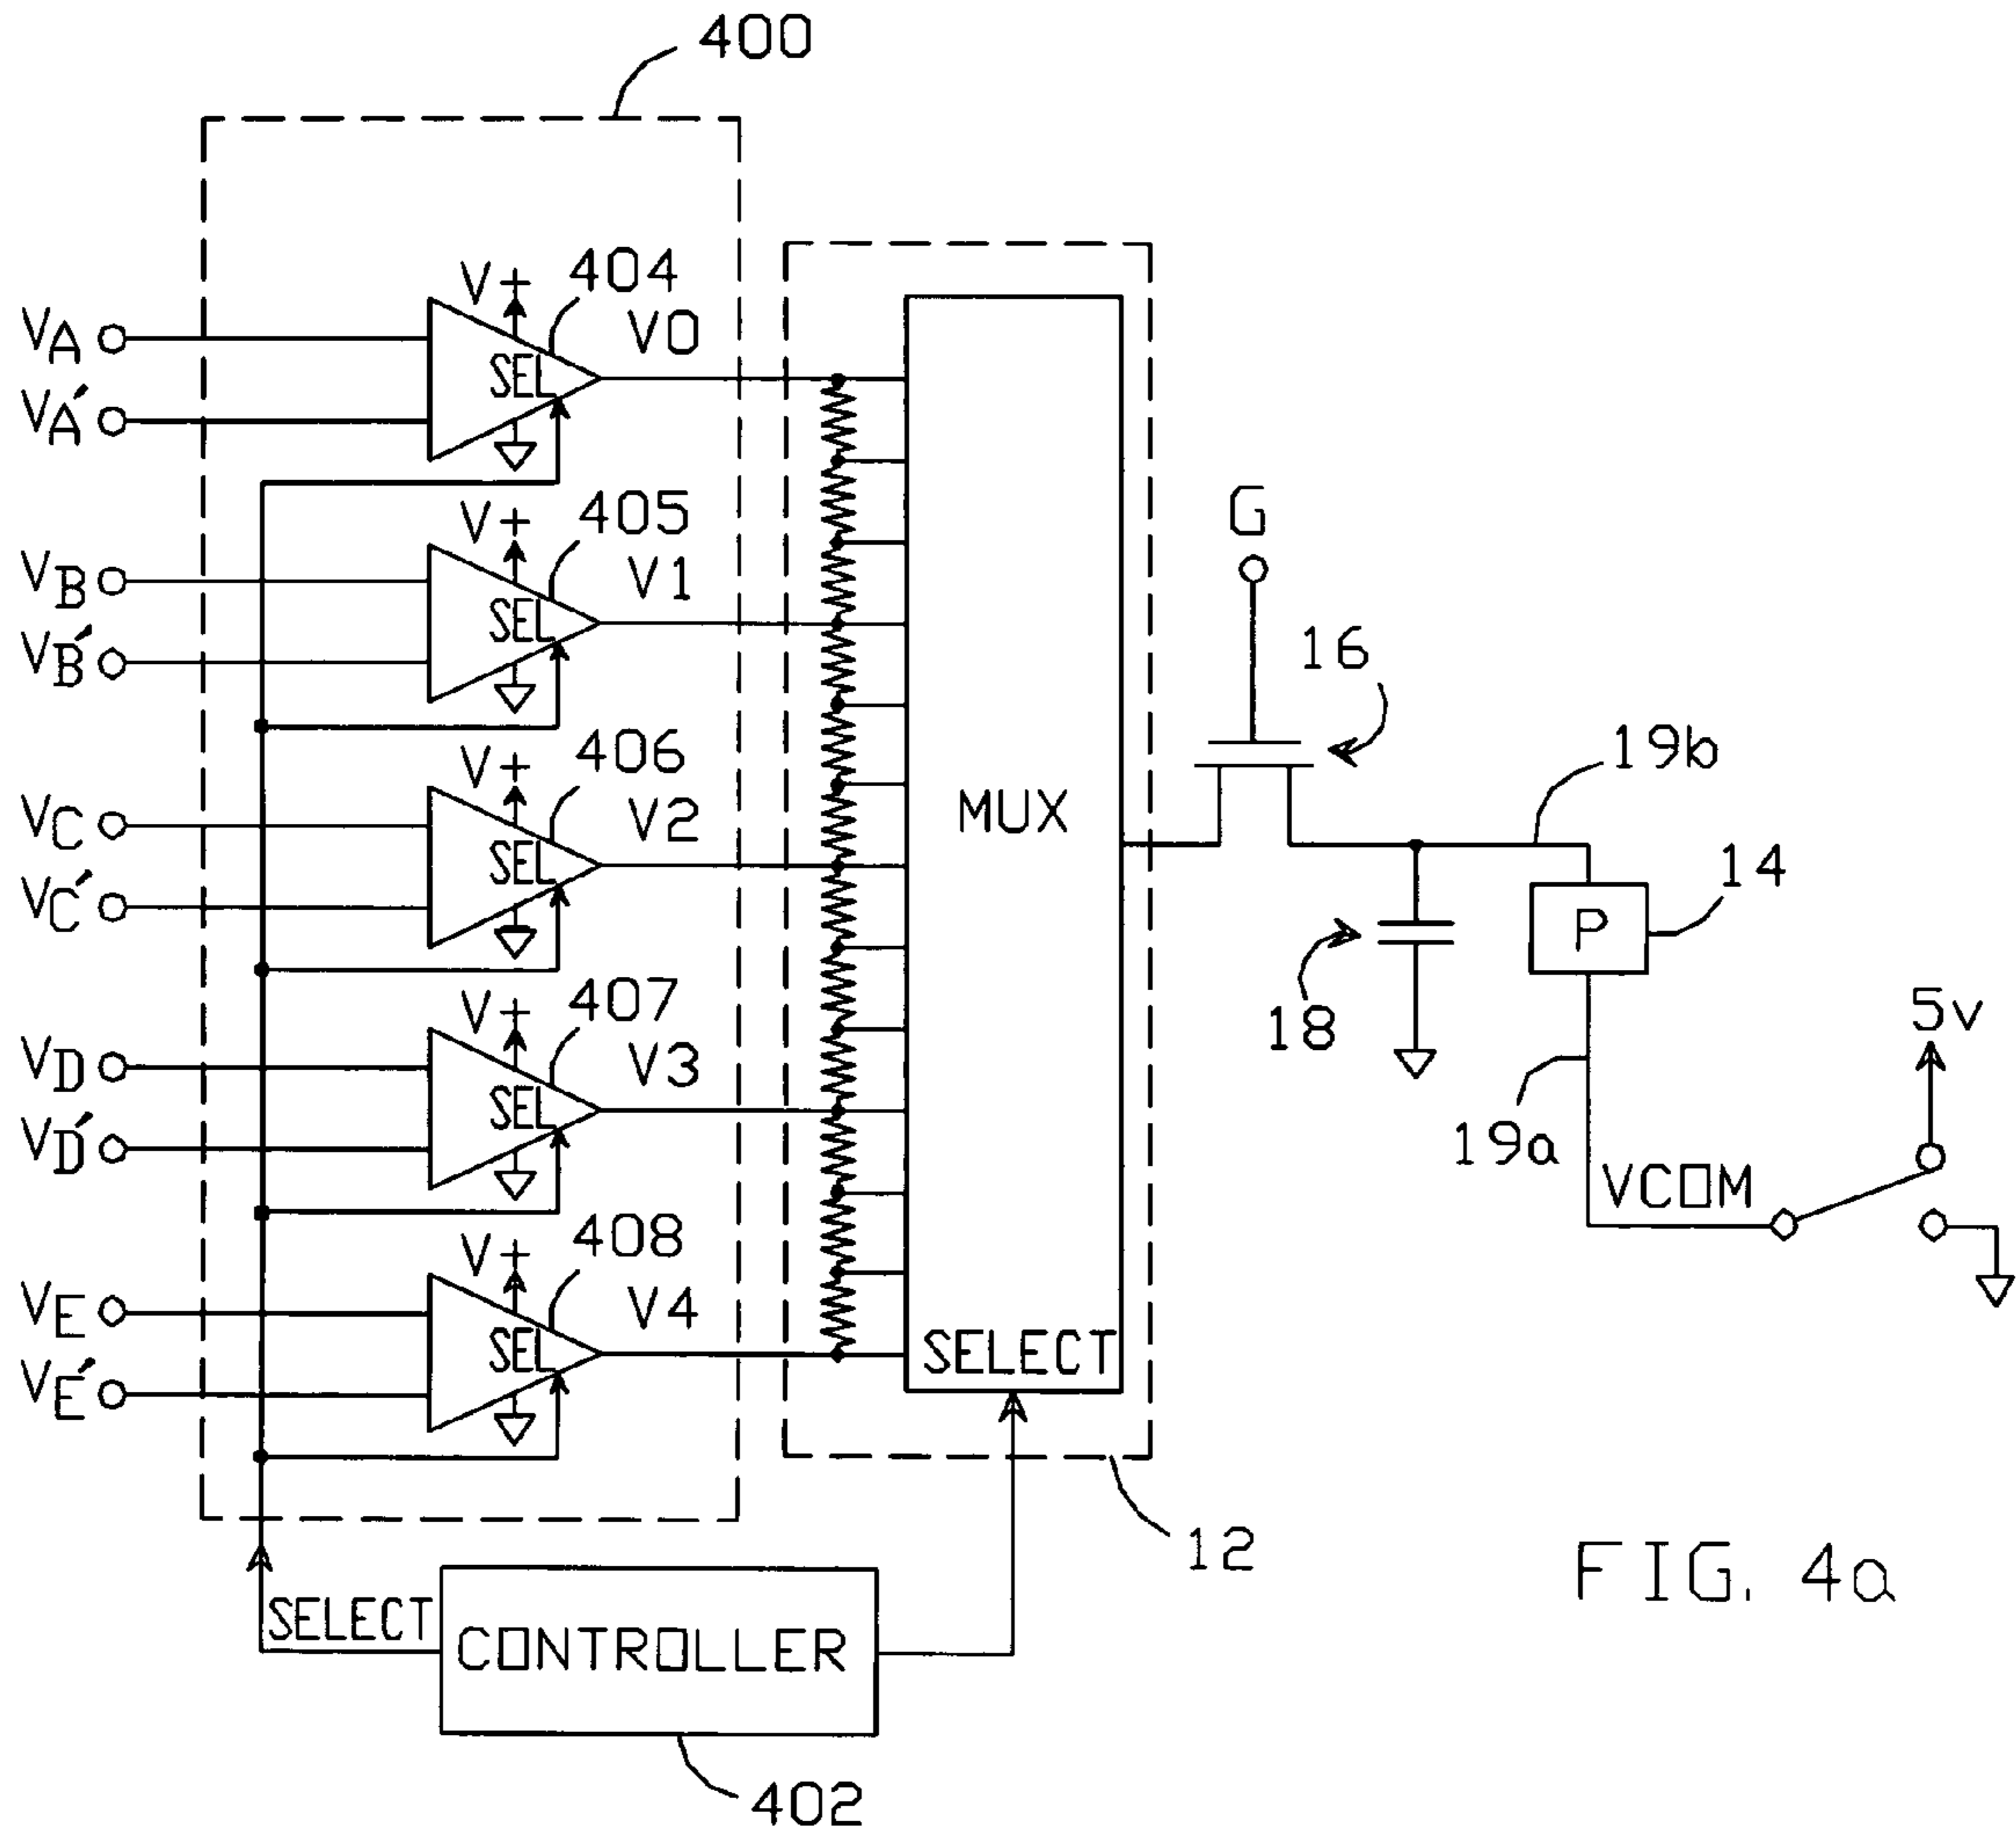 400
V+
404
VA
V0
SEL
VA'
V+
405
G
VB
V1
SEL
VB'
16
V+
406
19b
VC
V2
MUX
SEL
14
VC'
P
V+
407
18
5v
VD
V3
SEL
VD'
19a
VCOM
V+
408
VE
V4
SEL
SELECT
VE'
12
FIG. 4a
SELECT
CONTROLLER
402